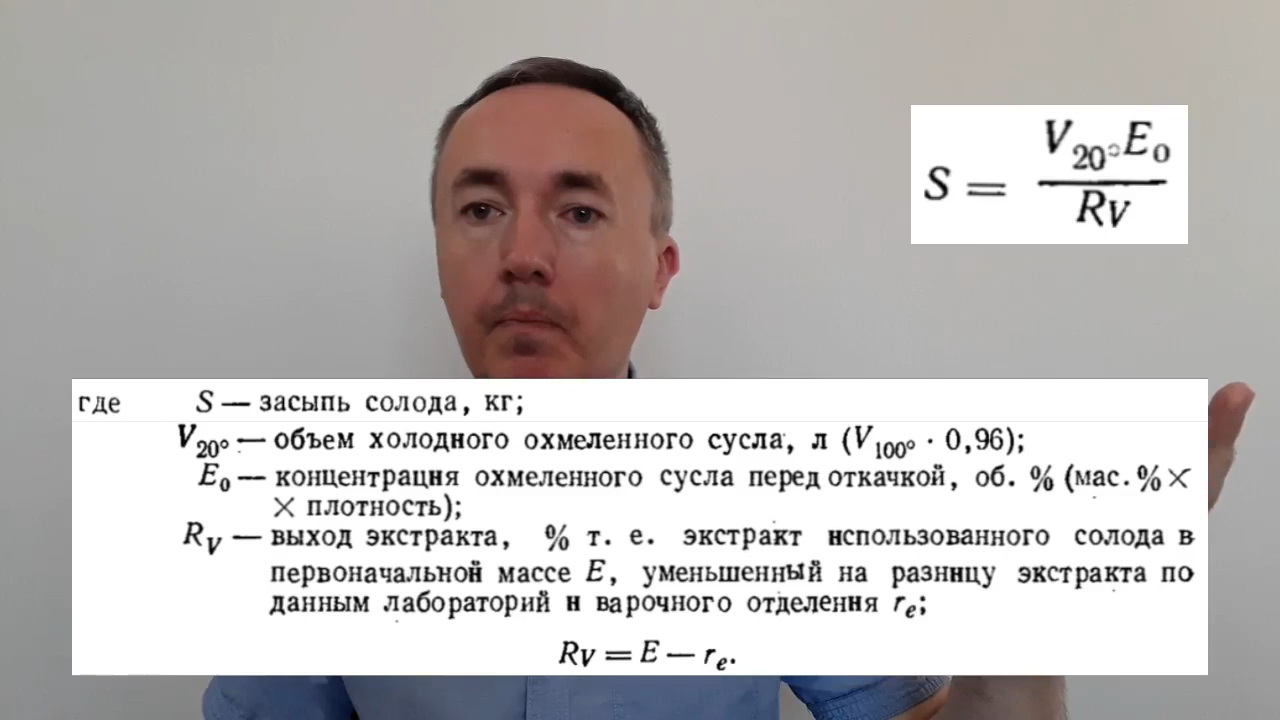 S = V₂₀°E₀ / Rv
где S — засыпь солода, кг;
V₂₀° — объем холодного охмеленного сусла, л (V₁₀₀° · 0,96);
E₀ — концентрация охмеленного сусла перед откачкой, об. % (мас. % ×
× плотность);
Rᵥ — выход экстракта, % т. е. экстракт использованного солода в
первоначальной массе E, уменьшенный на разницу экстракта по
данным лабораторий и варочного отделения rₑ;
Rv = E — rₑ.